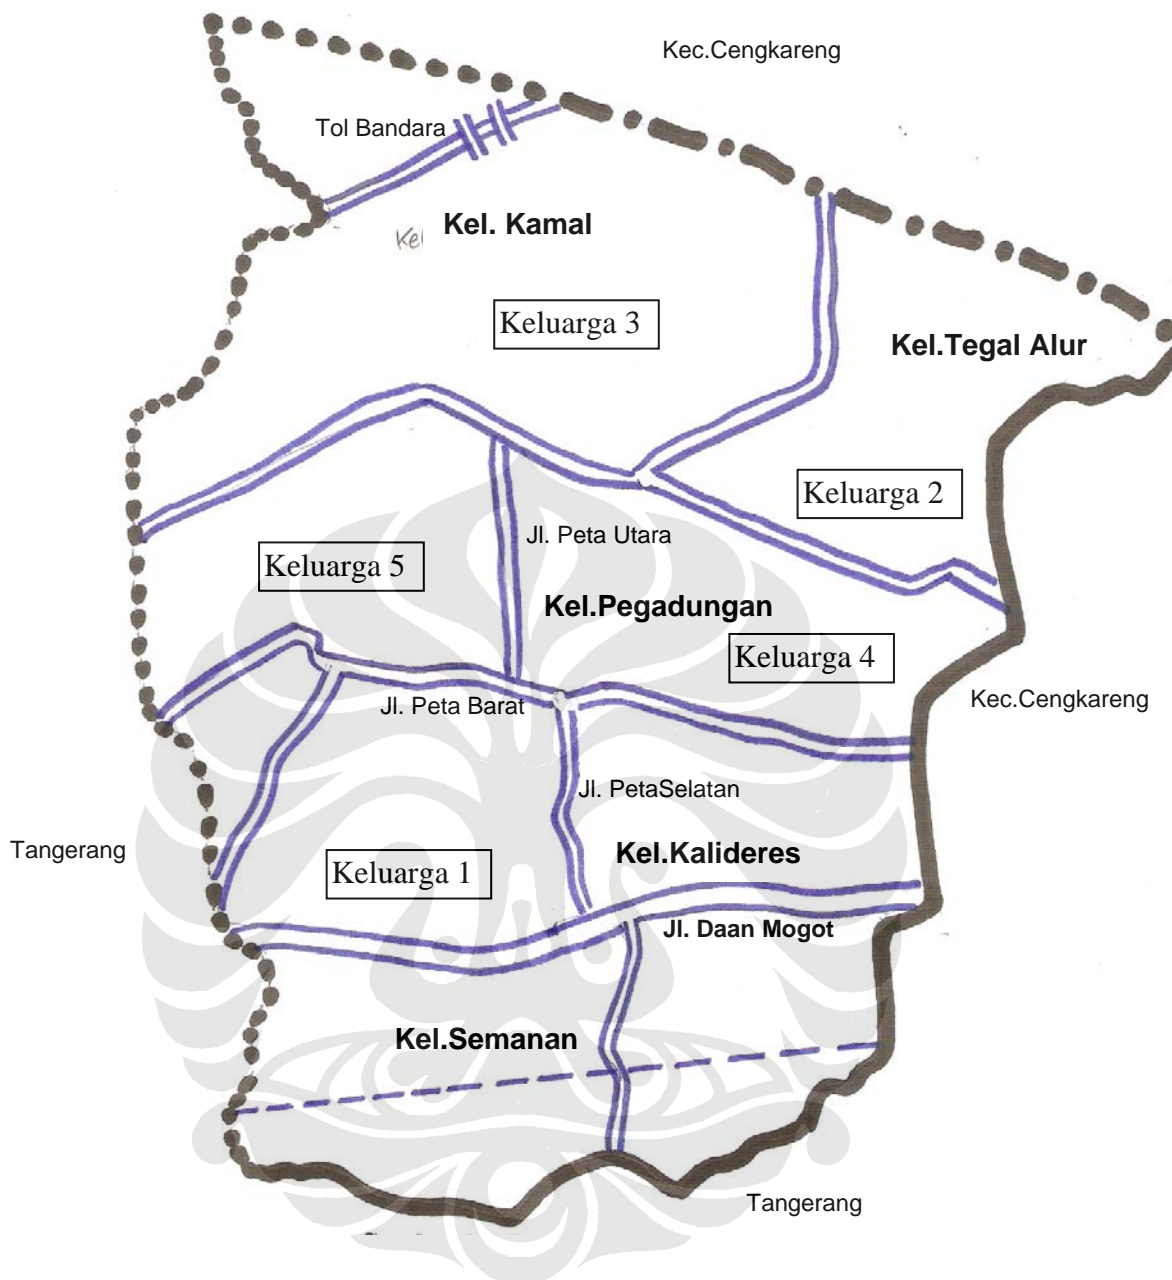 Kec.Cengkareng
Tol Bandara
Kel. Kamal
Kel
Keluarga 3
Kel.Tegal Alur
Keluarga 2
Jl. Peta Utara
Keluarga 5
Kel.Pegadungan
Keluarga 4
Kec.Cengkareng
Jl. Peta Barat
Jl. PetaSelatan
Tangerang
Kel.Kalideres
Keluarga 1
Jl. Daan Mogot
Kel.Semanan
Tangerang